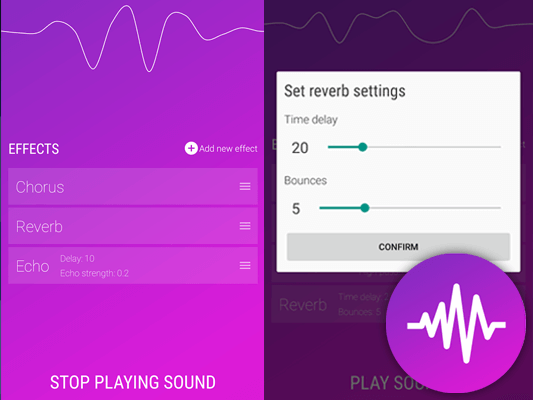 EFFECTS
Add new effect
Chorus
Reverb
Echo
Delay: 10
Echo strength: 0.2
STOP PLAYING SOUND
Set reverb settings
Time delay
20
Bounces
5
CONFIRM
Reverb
Time delay:
Bounces: 5
PLAY